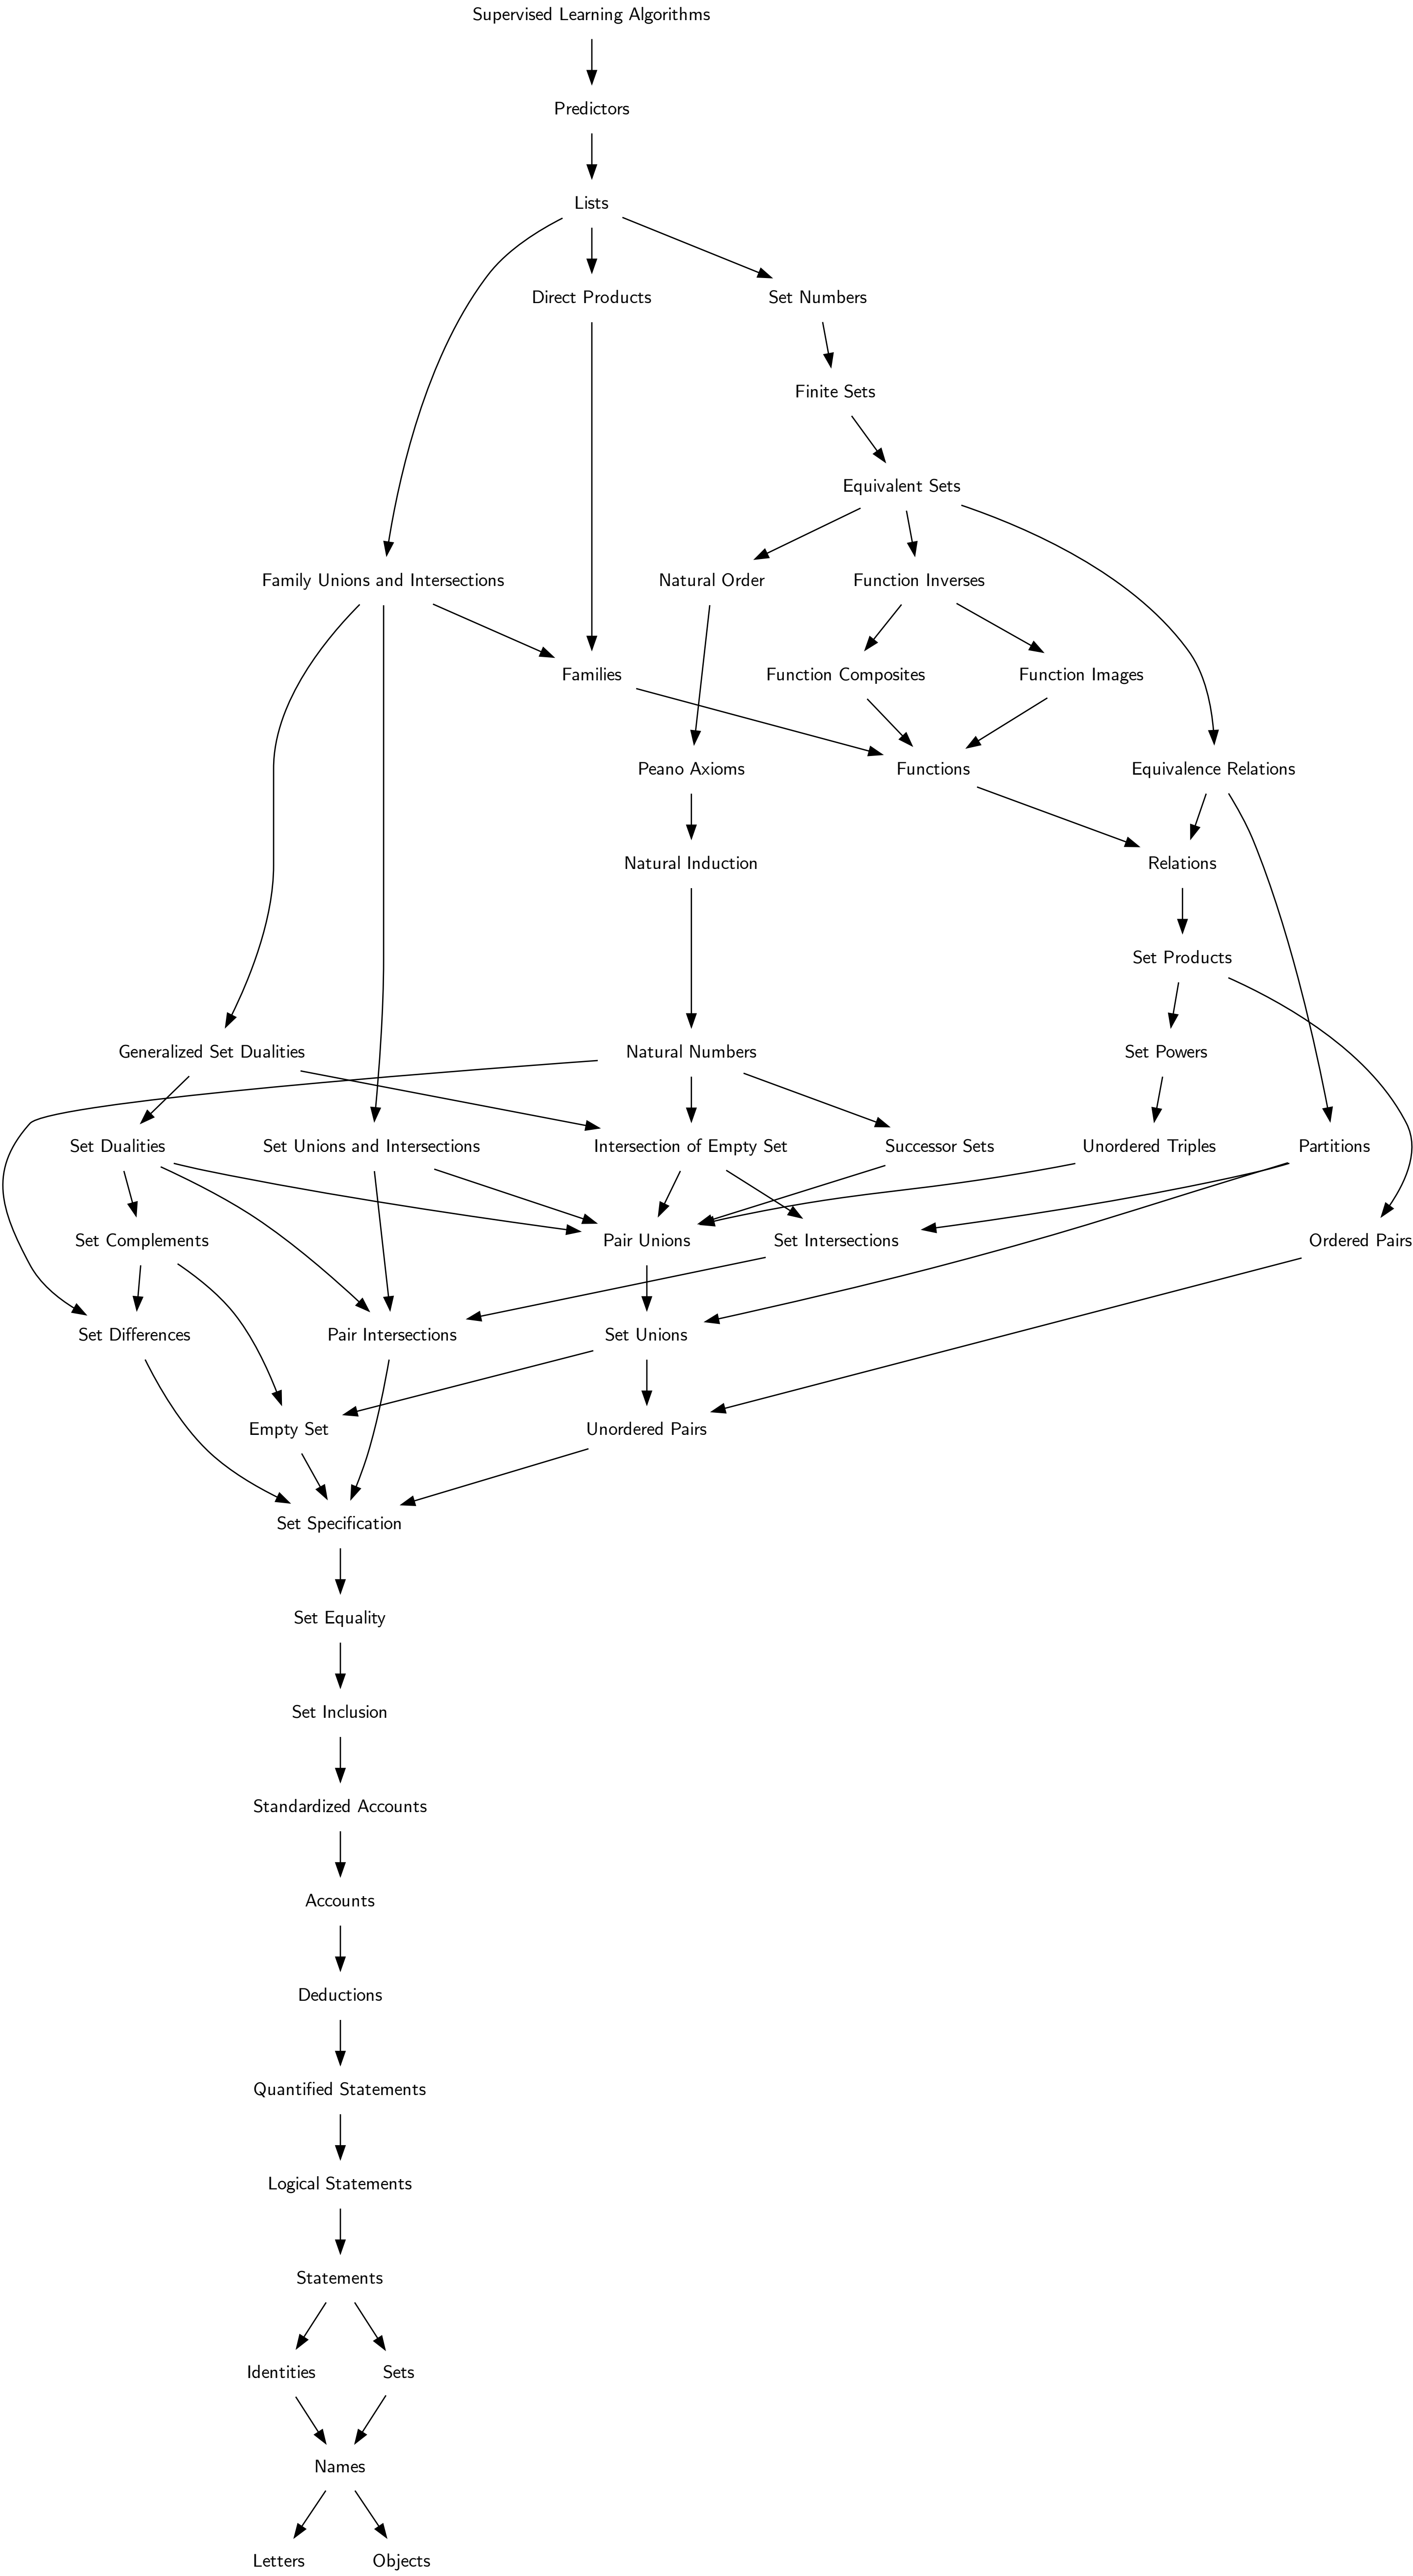 Supervised Learning Algorithms
Predictors
Lists
Direct Products
Set Numbers
Finite Sets
Equivalent Sets
Family Unions and Intersections
Natural Order
Function Inverses
Families
Function Composites
Function Images
Peano Axioms
Functions
Equivalence Relations
Natural Induction
Relations
Set Products
Generalized Set Dualities
Natural Numbers
Set Powers
Set Dualities
Set Unions and Intersections
Intersection of Empty Set
Successor Sets
Unordered Triples
Partitions
Set Complements
Pair Unions
Set Intersections
Ordered Pairs
Set Differences
Pair Intersections
Set Unions
Empty Set
Unordered Pairs
Set Specification
Set Equality
Set Inclusion
Standardized Accounts
Accounts
Deductions
Quantified Statements
Logical Statements
Statements
Identities
Sets
Names
Letters
Objects